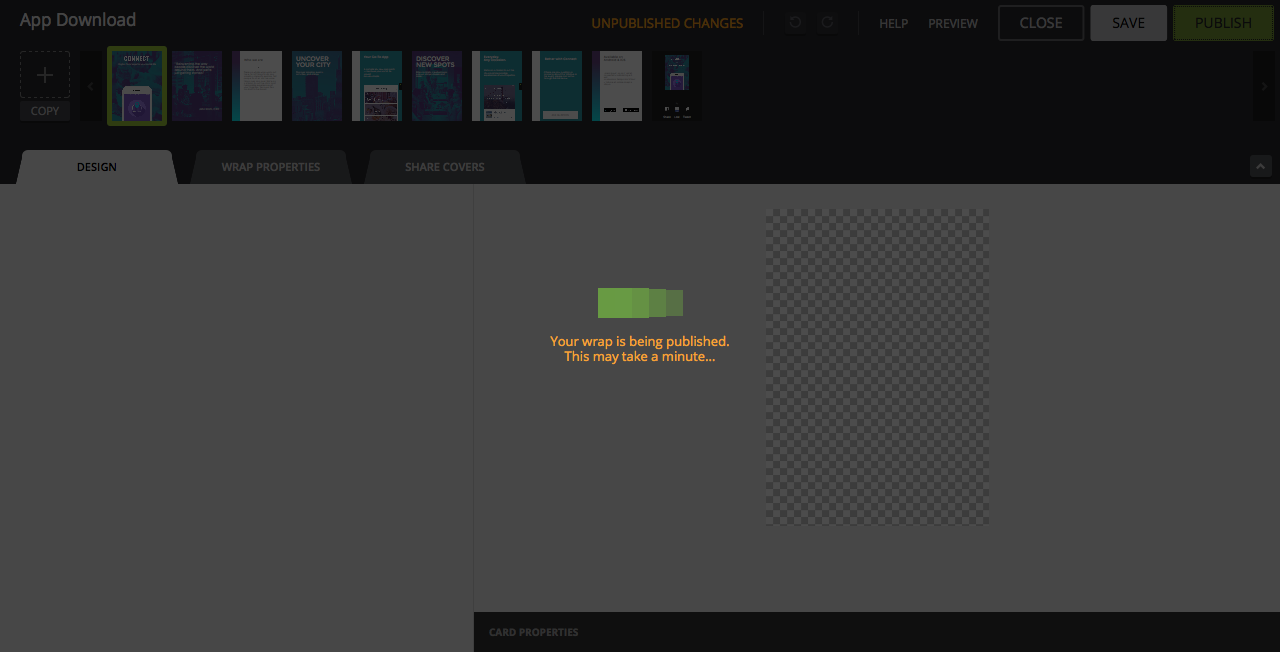 App Download
UNPUBLISHED CHANGES
HELP
PREVIEW
CLOSE
SAVE
PUBLISH
COPY
CONNECT
UNCOVER
YOUR CITY
DISCOVER
NEW SPOTS
DESIGN
WRAP PROPERTIES
SHARE COVERS
Your wrap is being published.
This may take a minute...
CARD PROPERTIES